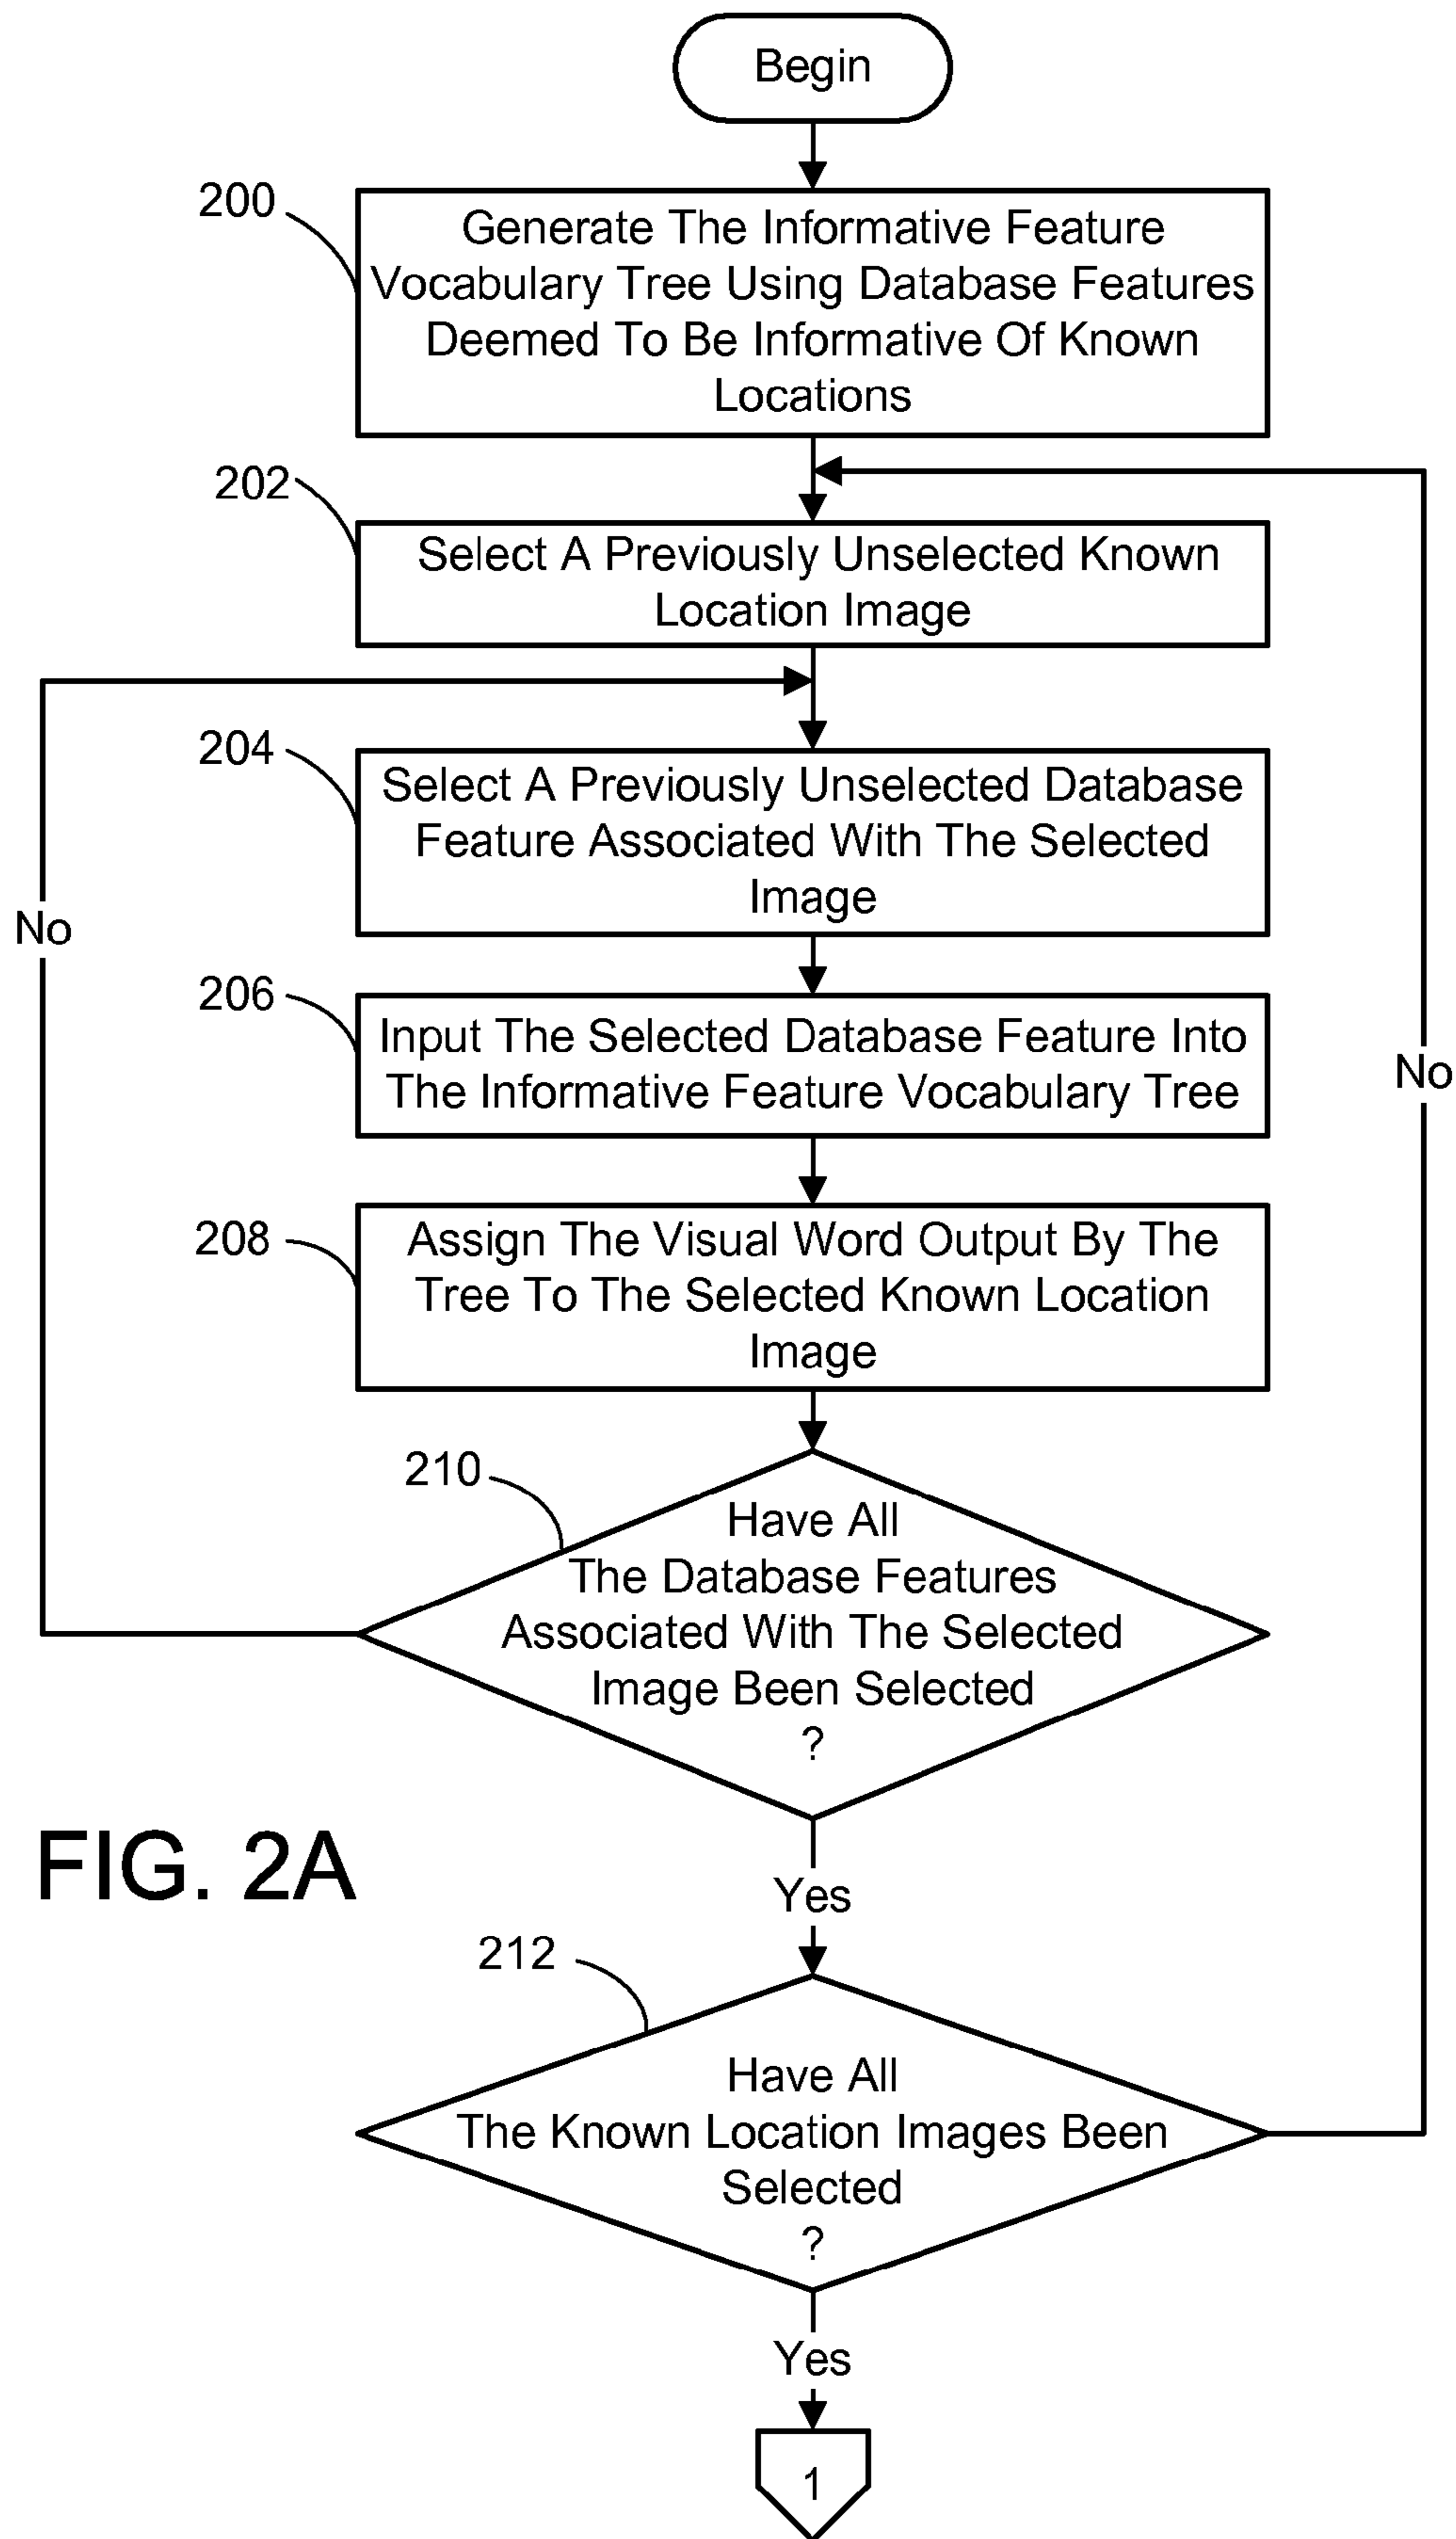 Begin
200
Generate The Informative Feature
Vocabulary Tree Using Database Features
Deemed To Be Informative Of Known
Locations
202
Select A Previously Unselected Known
Location Image
204
Select A Previously Unselected Database
Feature Associated With The Selected
Image
No
206
Input The Selected Database Feature Into
The Informative Feature Vocabulary Tree
No
208
Assign The Visual Word Output By The
Tree To The Selected Known Location
Image
210
Have All
The Database Features
Associated With The Selected
Image Been Selected
?
FIG. 2A
Yes
212
Have All
The Known Location Images Been
Selected
?
Yes
1